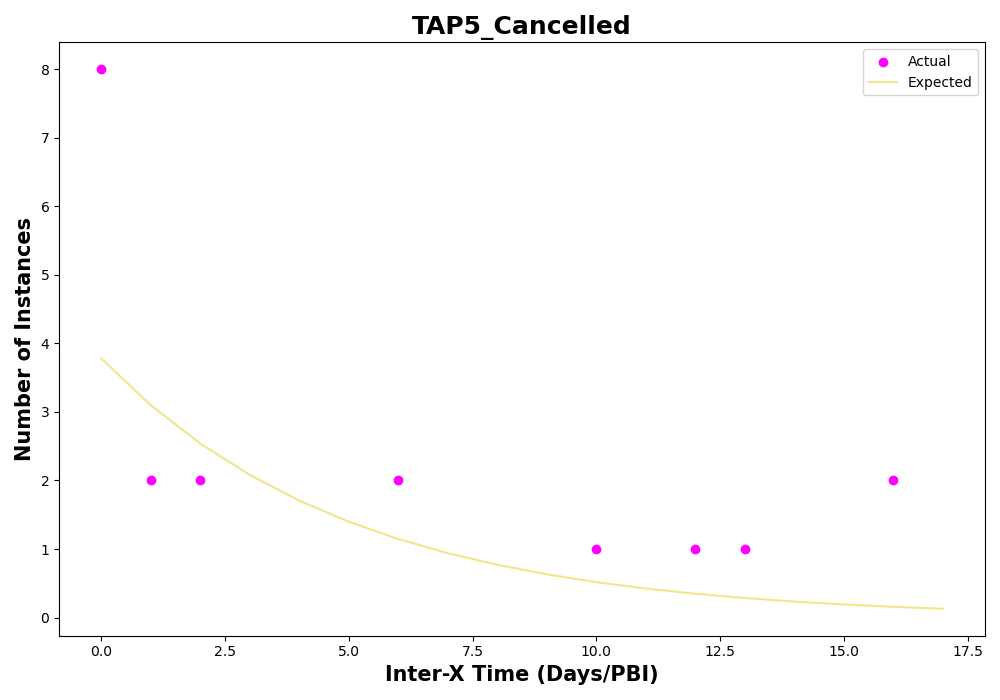 TAP5_Cancelled
Actual
Expected
8
7
6
5
4
3
2
1
0
Number of Instances
0.0 2.5 5.0 7.5 10.0 12.5 15.0 17.5
Inter-X Time (Days/PBI)